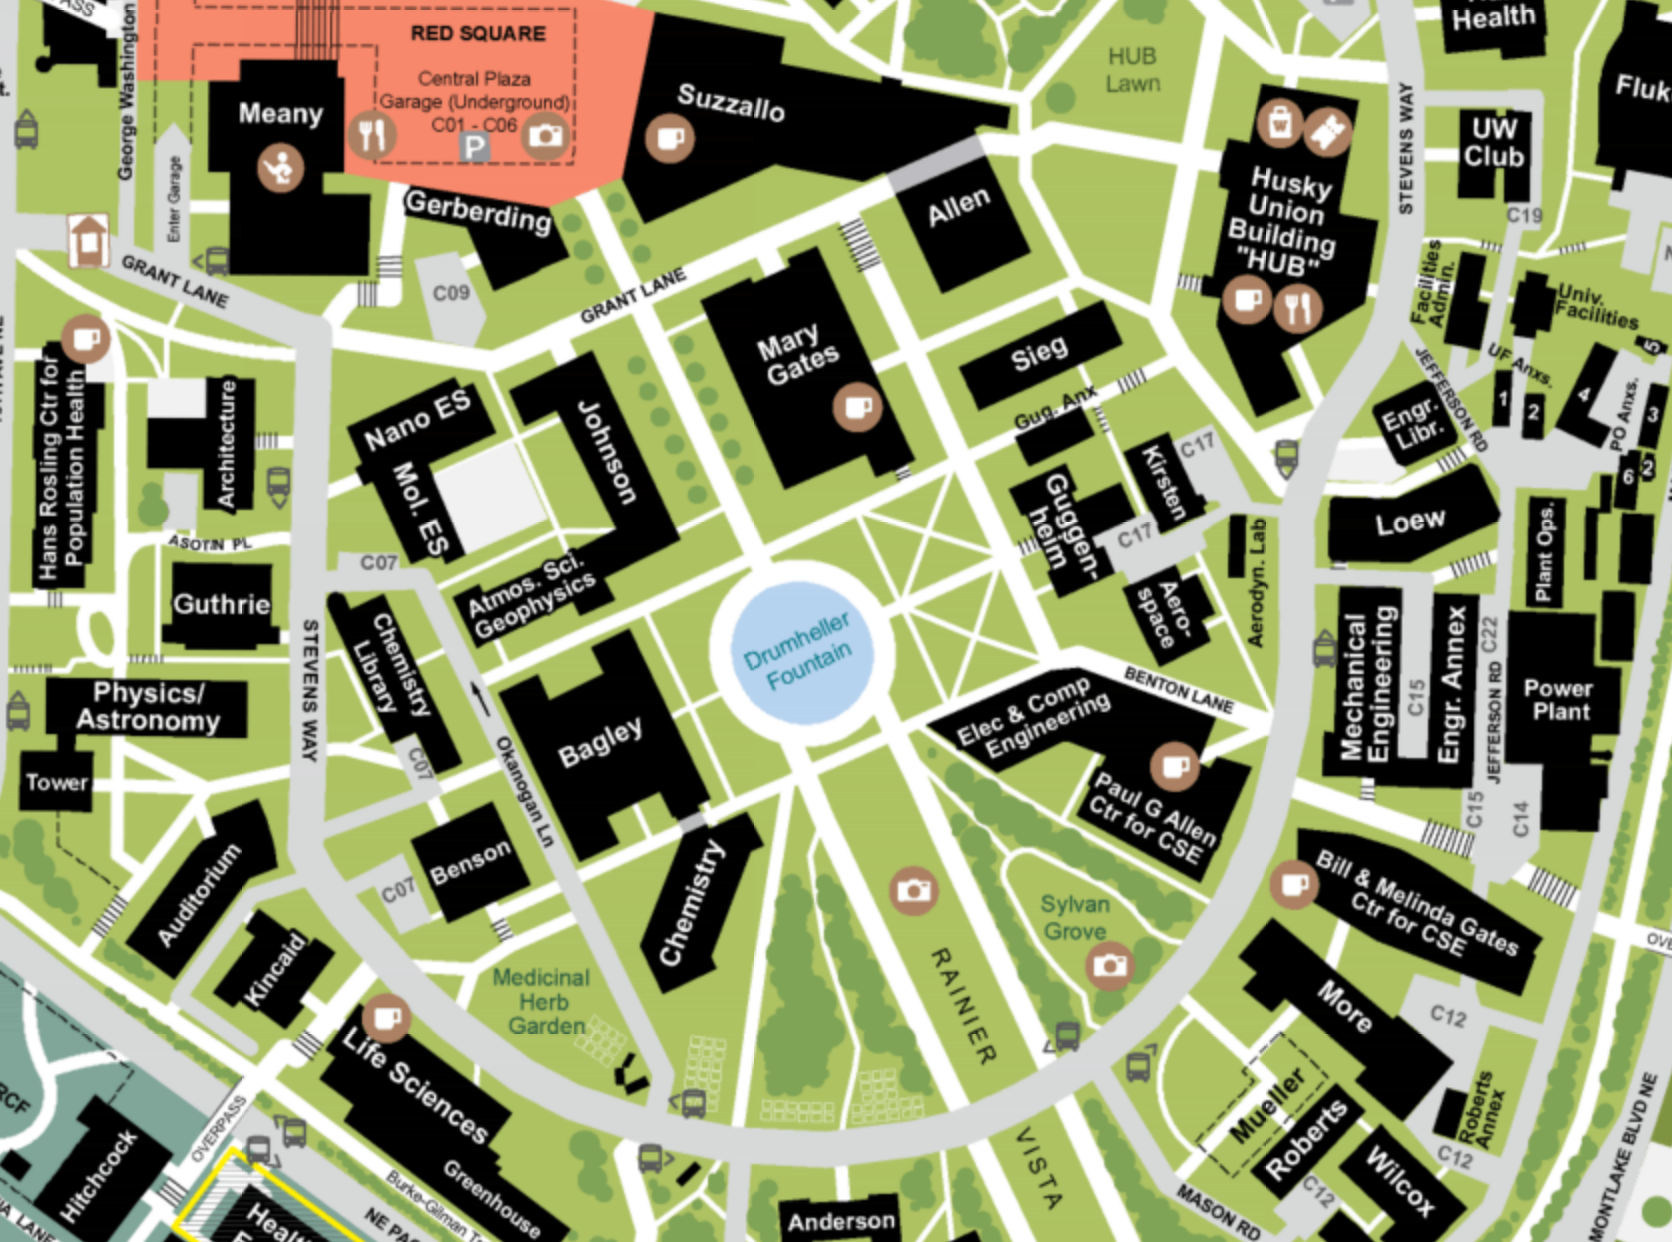 PASS
George Washington
RED SQUARE
Central Plaza
Garage (Underground)
C01 - C06
P
Meany
Enter Garage
Suzzallo
HUB
Lawn
STEVENS WAY
Health
Fluk
UW
Club
C19
W
Husky
Union
Building
"HUB"
Gerberding
Allen
GRANT LANE
C09
GRANT LANE
Facilities
Admin.
Univ.
Facilities
Mary
Gates
Sieg
JEFFERSON RD
UF Anxs.
1
2
4
5
3
PO Anxs.
6
2
Hans Rosling Ctr for
Population Health
Architecture
Nano ES
Mol. ES
Johnson
Gug. Anx
Engr.
Libr.
Kirsten
C17
Guggen-
heim
C17
Loew
Plant Ops.
ASOTIN PL
C07
Atmos. Sci.
Geophysics
Guthrie
Aero-
space
Aerodyn. Lab
Drumheller
Fountain
STEVENS WAY
Chemistry
Library
Mechanical
Engineering
C15
Engr. Annex
C22
JEFFERSON RD
Power
Plant
Physics/
Astronomy
BENTON LANE
Elec & Comp
Engineering
Bagley
C07
Okanogan Ln
Tower
Paul G Allen
Ctr for CSE
C15
C14
Auditorium
Benson
C07
Chemistry
Bill & Melinda Gates
Ctr for CSE
Sylvan
Grove
Kincaid
Medicinal
Herb
Garden
RAINIER
VISTA
More
C12
Life Sciences
Mueller
Roberts
Roberts
Annex
C12
Wilcox
C12
MASON RD
MONTLAKE BLVD NE
RCF
OVERPASS
Hitchcock
Burke-Gilman
Greenhouse
NE PAC
Healt
Anderson
LANE
OVE